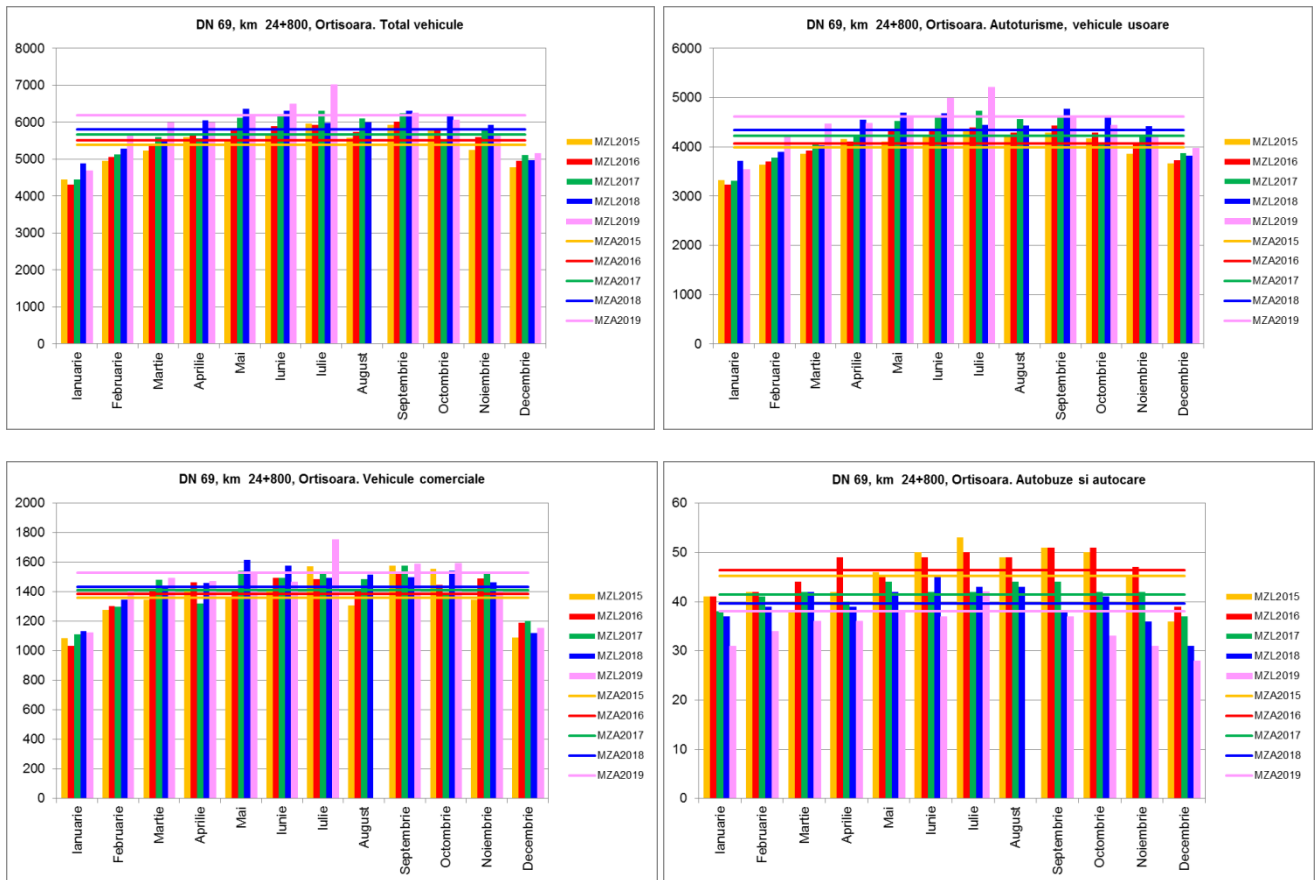 DN 69, km 24+800, Ortisoara. Total vehicule
8000
7000
6000
5000
4000
3000
2000
1000
0
Ianuarie
Februarie
Martie
Aprilie
Mai
Iunie
Iulie
August
Septembrie
Octombrie
Noiembrie
Decembrie
MZL2015
MZL2016
MZL2017
MZL2018
MZL2019
MZA2015
MZA2016
MZA2017
MZA2018
MZA2019
DN 69, km 24+800, Ortisoara. Autoturisme, vehicule usoare
6000
5000
4000
3000
2000
1000
0
Ianuarie
Februarie
Martie
Aprilie
Mai
Iunie
Iulie
August
Septembrie
Octombrie
Noiembrie
Decembrie
MZL2015
MZL2016
MZL2017
MZL2018
MZL2019
MZA2015
MZA2016
MZA2017
MZA2018
MZA2019
DN 69, km 24+800, Ortisoara. Vehicule comerciale
2000
1800
1600
1400
1200
1000
800
600
400
200
0
Ianuarie
Februarie
Martie
Aprilie
Mai
Iunie
Iulie
August
Septembrie
Octombrie
Noiembrie
Decembrie
MZL2015
MZL2016
MZL2017
MZL2018
MZL2019
MZA2015
MZA2016
MZA2017
MZA2018
MZA2019
DN 69, km 24+800, Ortisoara. Autobuze si autocare
60
50
40
30
20
10
0
Ianuarie
Februarie
Martie
Aprilie
Mai
Iunie
Iulie
August
Septembrie
Octombrie
Noiembrie
Decembrie
MZL2015
MZL2016
MZL2017
MZL2018
MZL2019
MZA2015
MZA2016
MZA2017
MZA2018
MZA2019